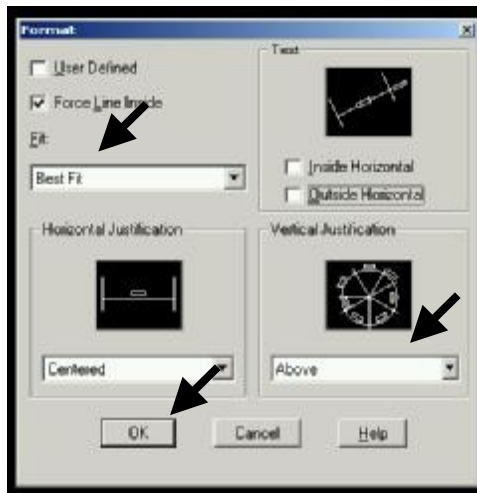 Format
User Defined
Force Line Inside
Fit:
Best Fit
Text
Inside Horizontal
Outside Horizontal
Horizontal Justification
Centered
Vertical Justification
Above
OK
Cancel
Help